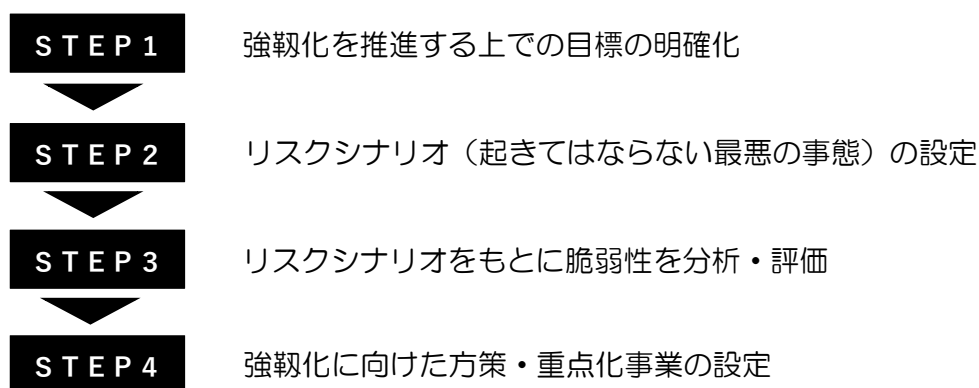 STEP1 強靱化を推進する上での目標の明確化
STEP2 リスクシナリオ（起きてはならない最悪の事態）の設定
STEP3 リスクシナリオをもとに脆弱性を分析・評価
STEP4 強靱化に向けた方策・重点化事業の設定